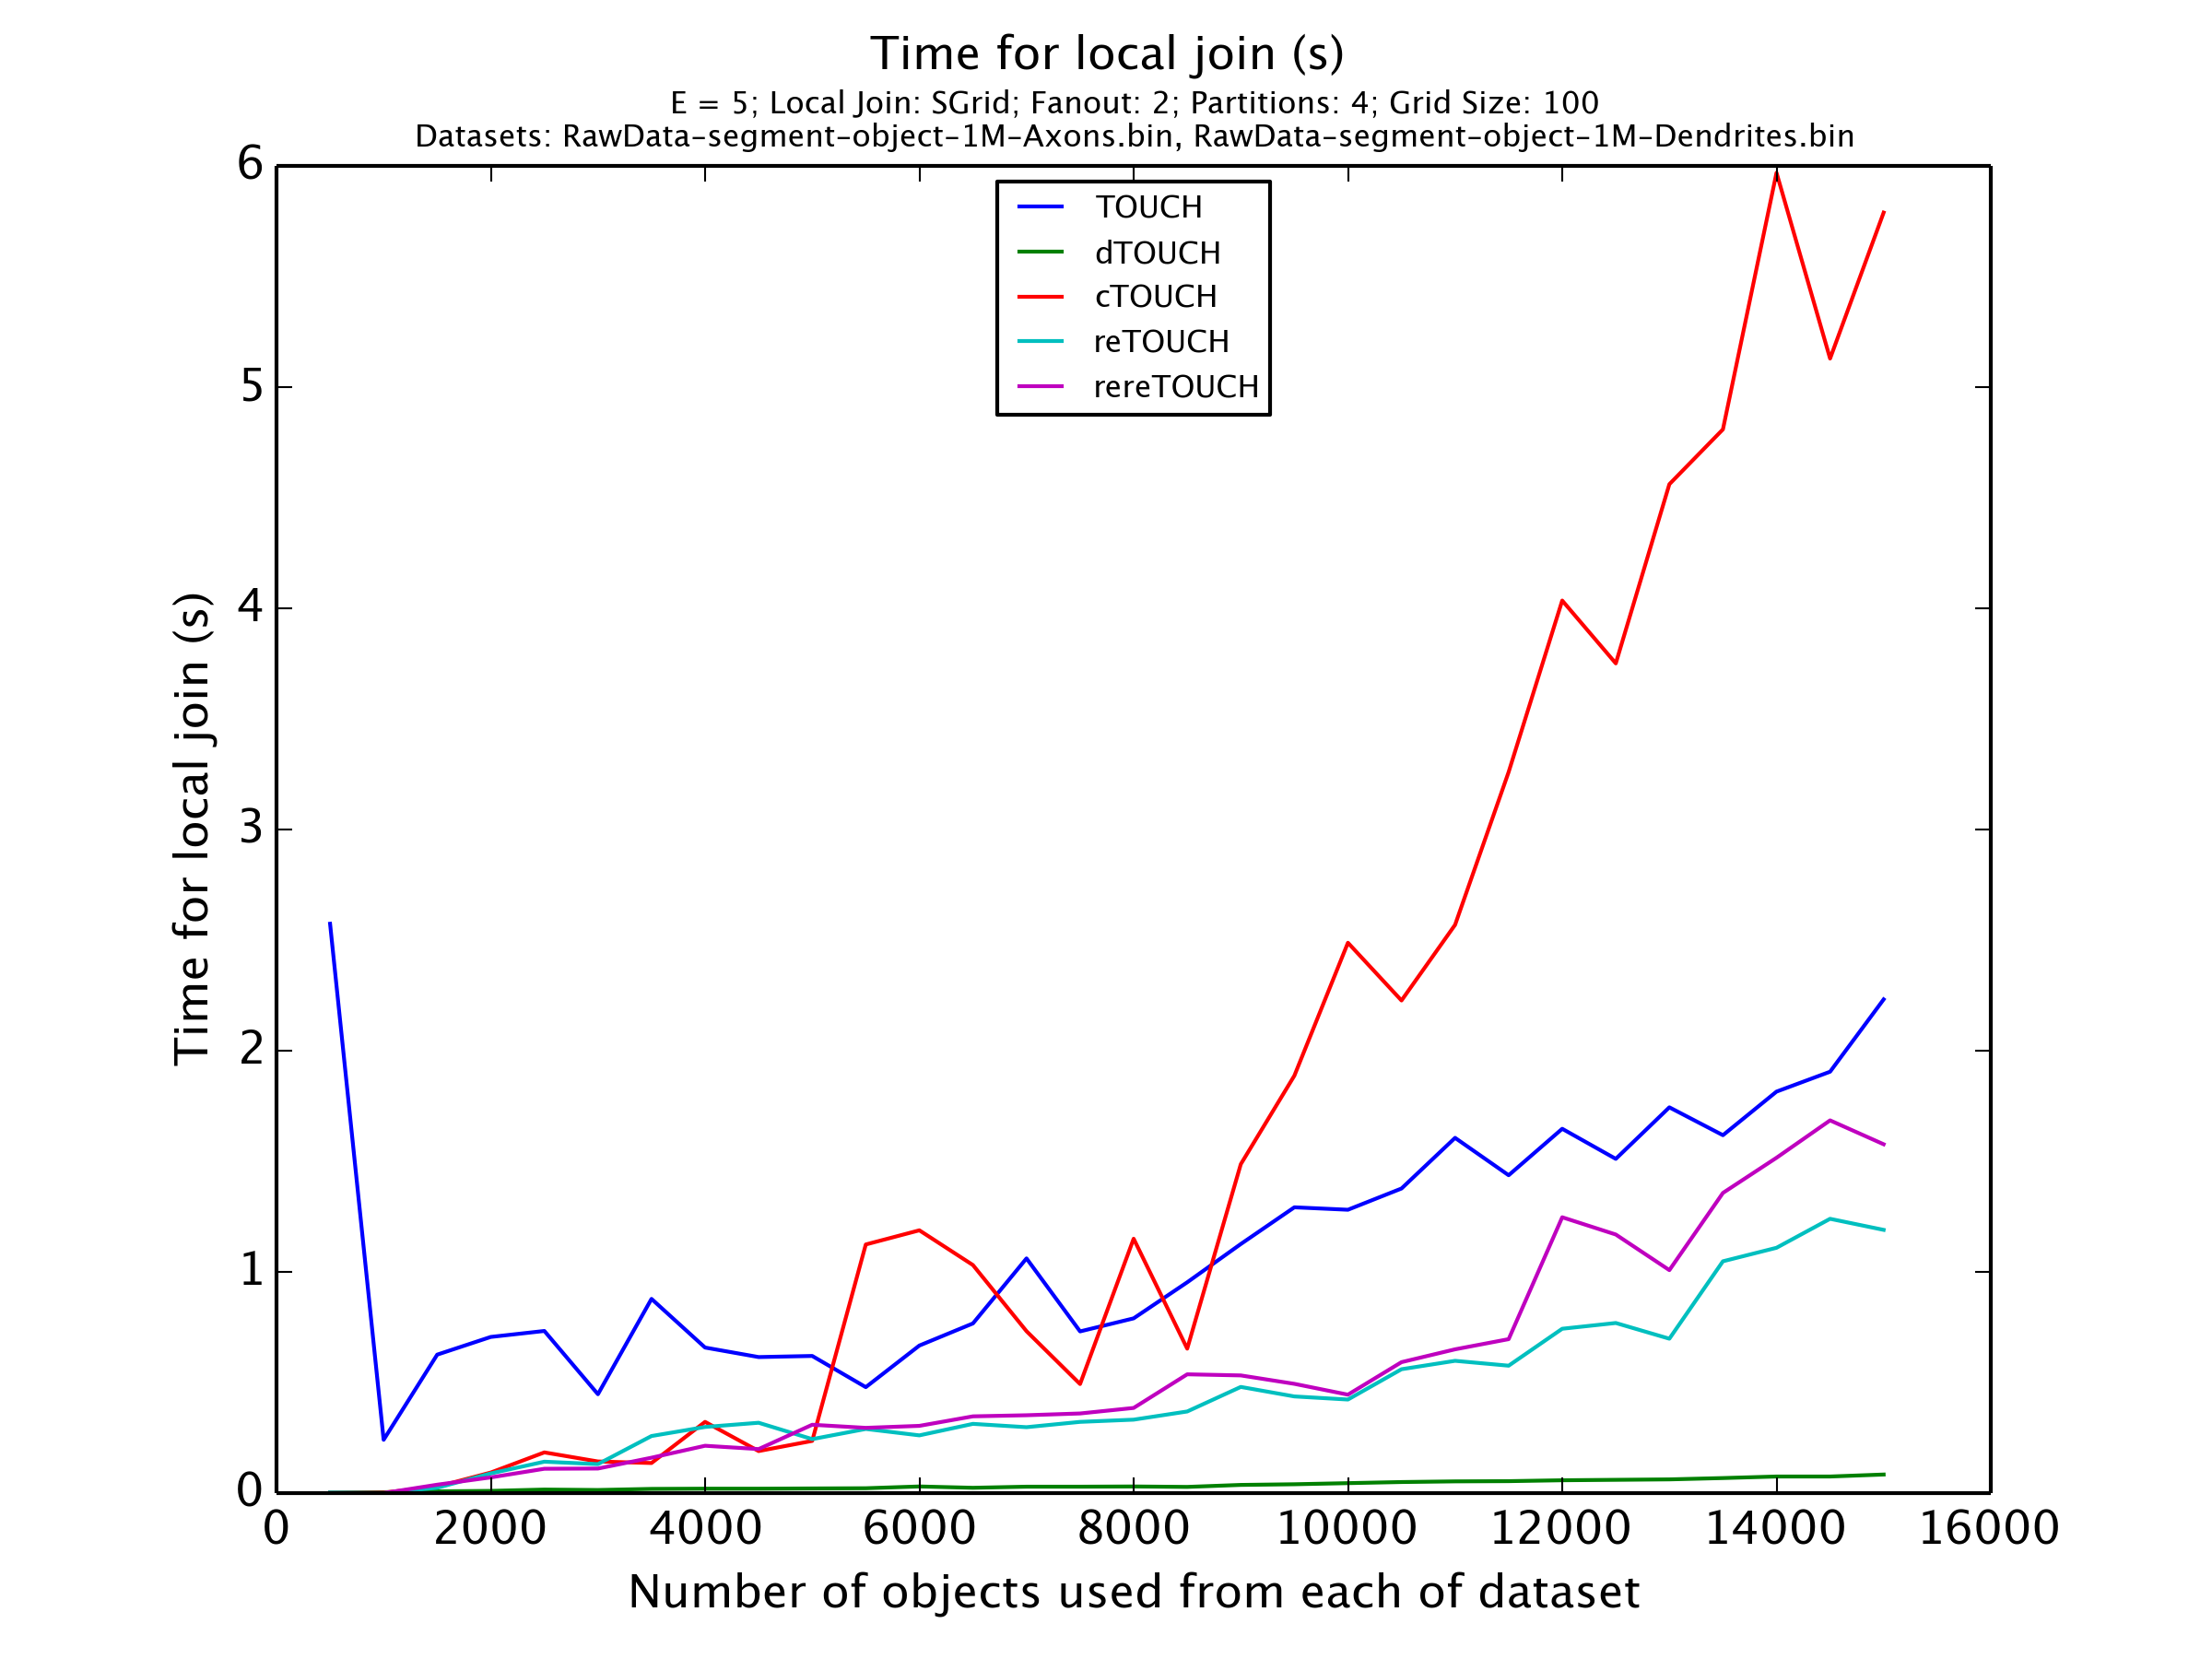 Time for local join (s)
E = 5; Local Join: SGrid; Fanout: 2; Partitions: 4; Grid Size: 100
Datasets: RawData-segment-object-1M-Axons.bin, RawData-segment-object-1M-Dendrites.bin
TOUCH
dTOUCH
cTOUCH
reTOUCH
rereTOUCH
Time for local join (s)
6
5
4
3
2
1
0
0 2000 4000 6000 8000 10000 12000 14000 16000
Number of objects used from each of dataset